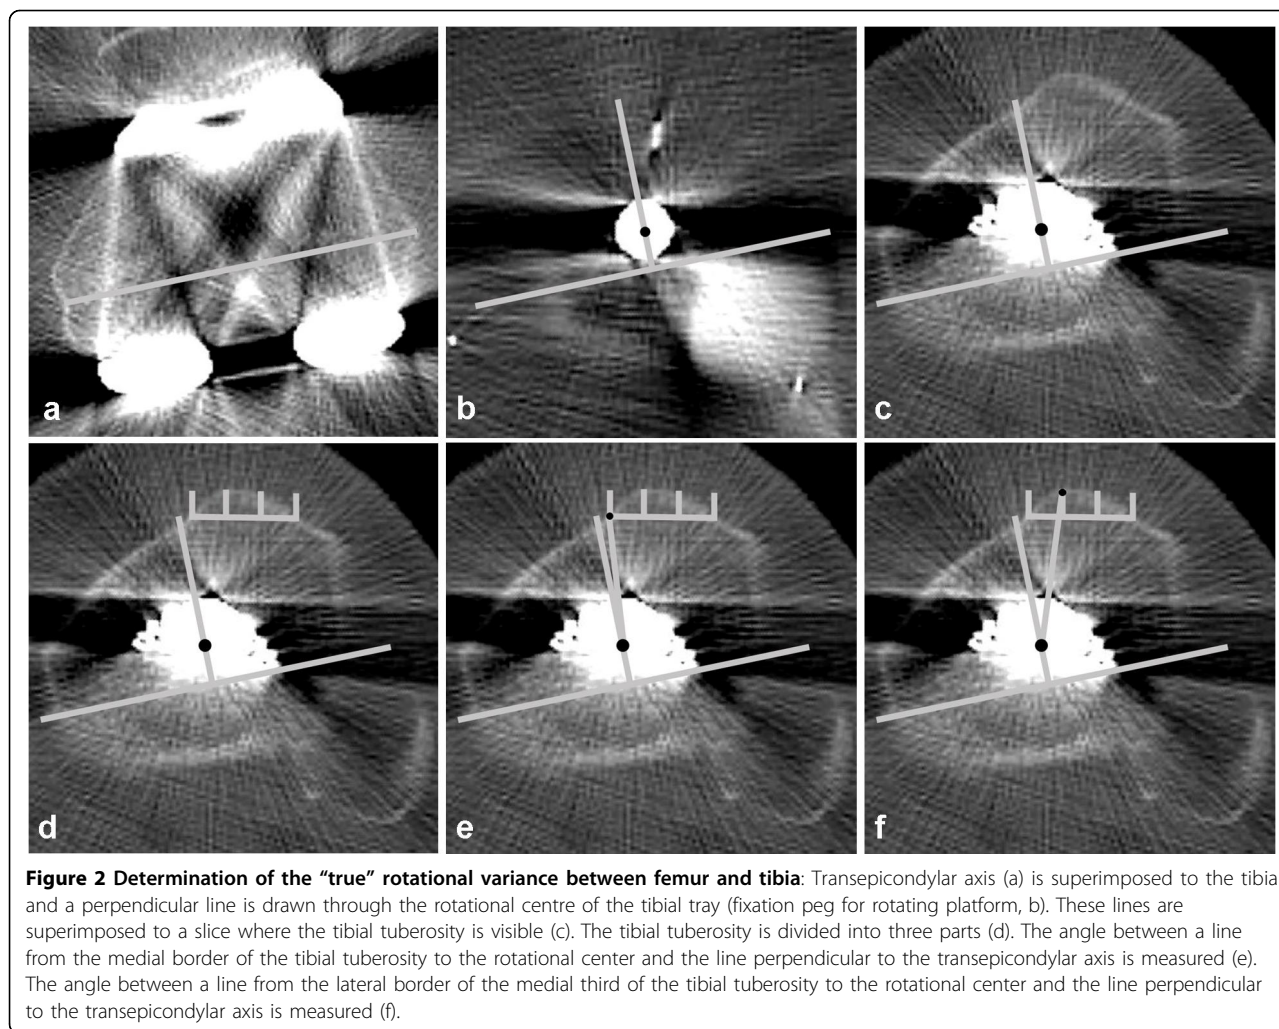 a
b
c
d
e
f
Figure 2 Determination of the “true” rotational variance between femur and tibia: Transepicondylar axis (a) is superimposed to the tibia
and a perpendicular line is drawn through the rotational centre of the tibial tray (fixation peg for rotating platform, b). These lines are
superimposed to a slice where the tibial tuberosity is visible (c). The tibial tuberosity is divided into three parts (d). The angle between a line
from the medial border of the tibial tuberosity to the rotational center and the line perpendicular to the transepicondylar axis is measured (e).
The angle between a line from the lateral border of the medial third of the tibial tuberosity to the rotational center and the line perpendicular
to the transepicondylar axis is measured (f).